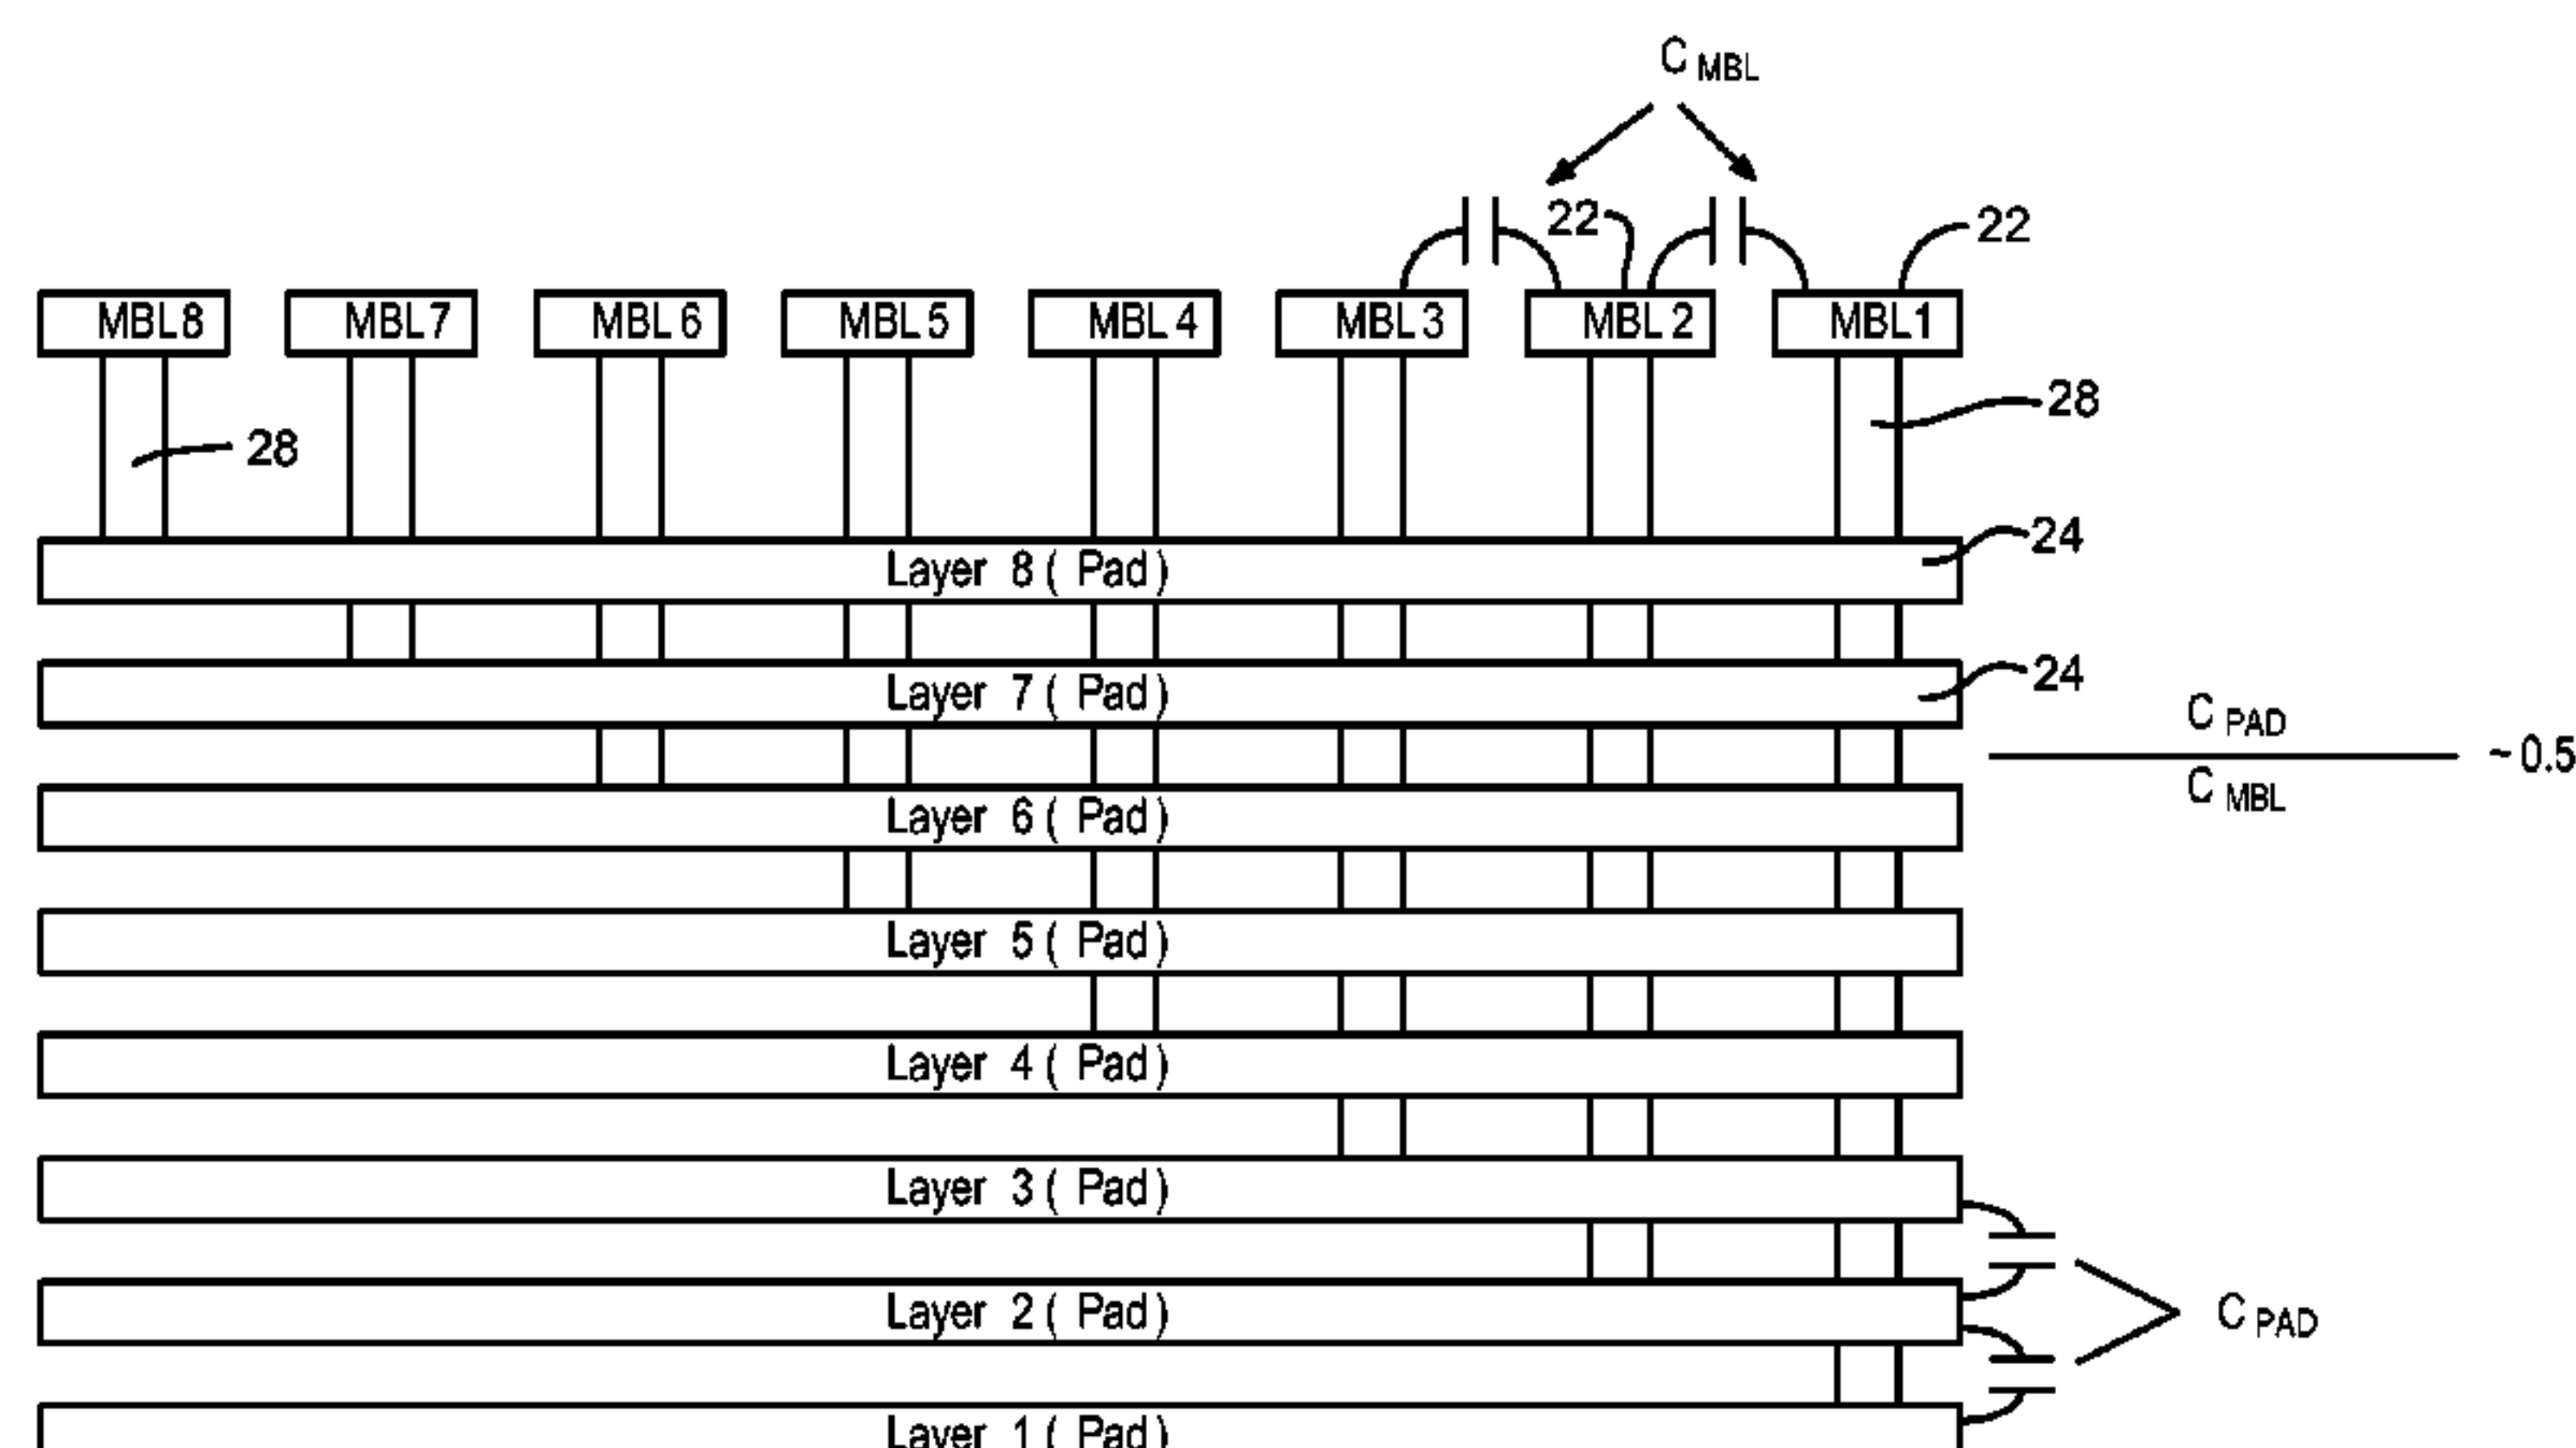 C MBL
22
22
MBL8 MBL7 MBL6 MBL5 MBL4 MBL3 MBL2 MBL1
28
28
24
Layer 8 ( Pad )
24
Layer 7 ( Pad )
C PAD
~ 0.5
C MBL
Layer 6 ( Pad )
Layer 5 ( Pad )
Layer 4 ( Pad )
Layer 3 ( Pad )
Layer 2 ( Pad )
C PAD
Layer 1 ( Pad )